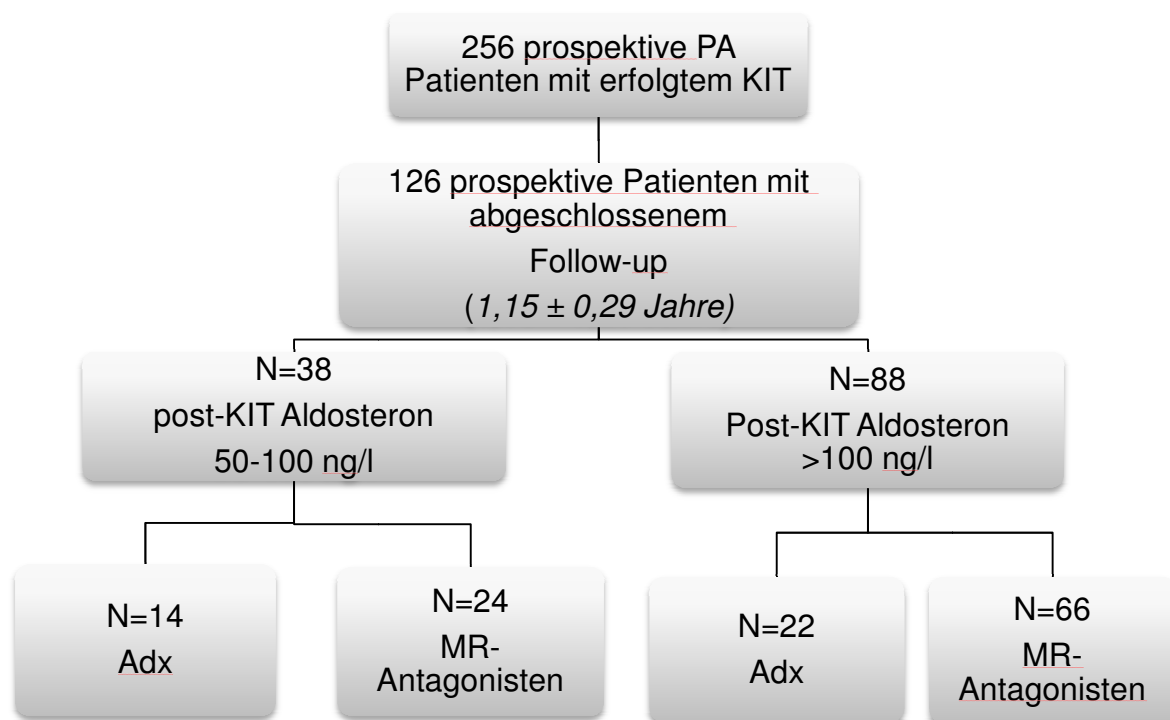 256 prospektive PA
Patienten mit erfolgtem KIT
126 prospektive Patienten mit
abgeschlossenem
Follow-up
(1,15 ± 0,29 Jahre)
N=38
post-KIT Aldosteron
50-100 ng/l
N=88
Post-KIT Aldosteron
>100 ng/l
N=14
Adx
N=24
MR-
Antagonisten
N=22
Adx
N=66
MR-
Antagonisten